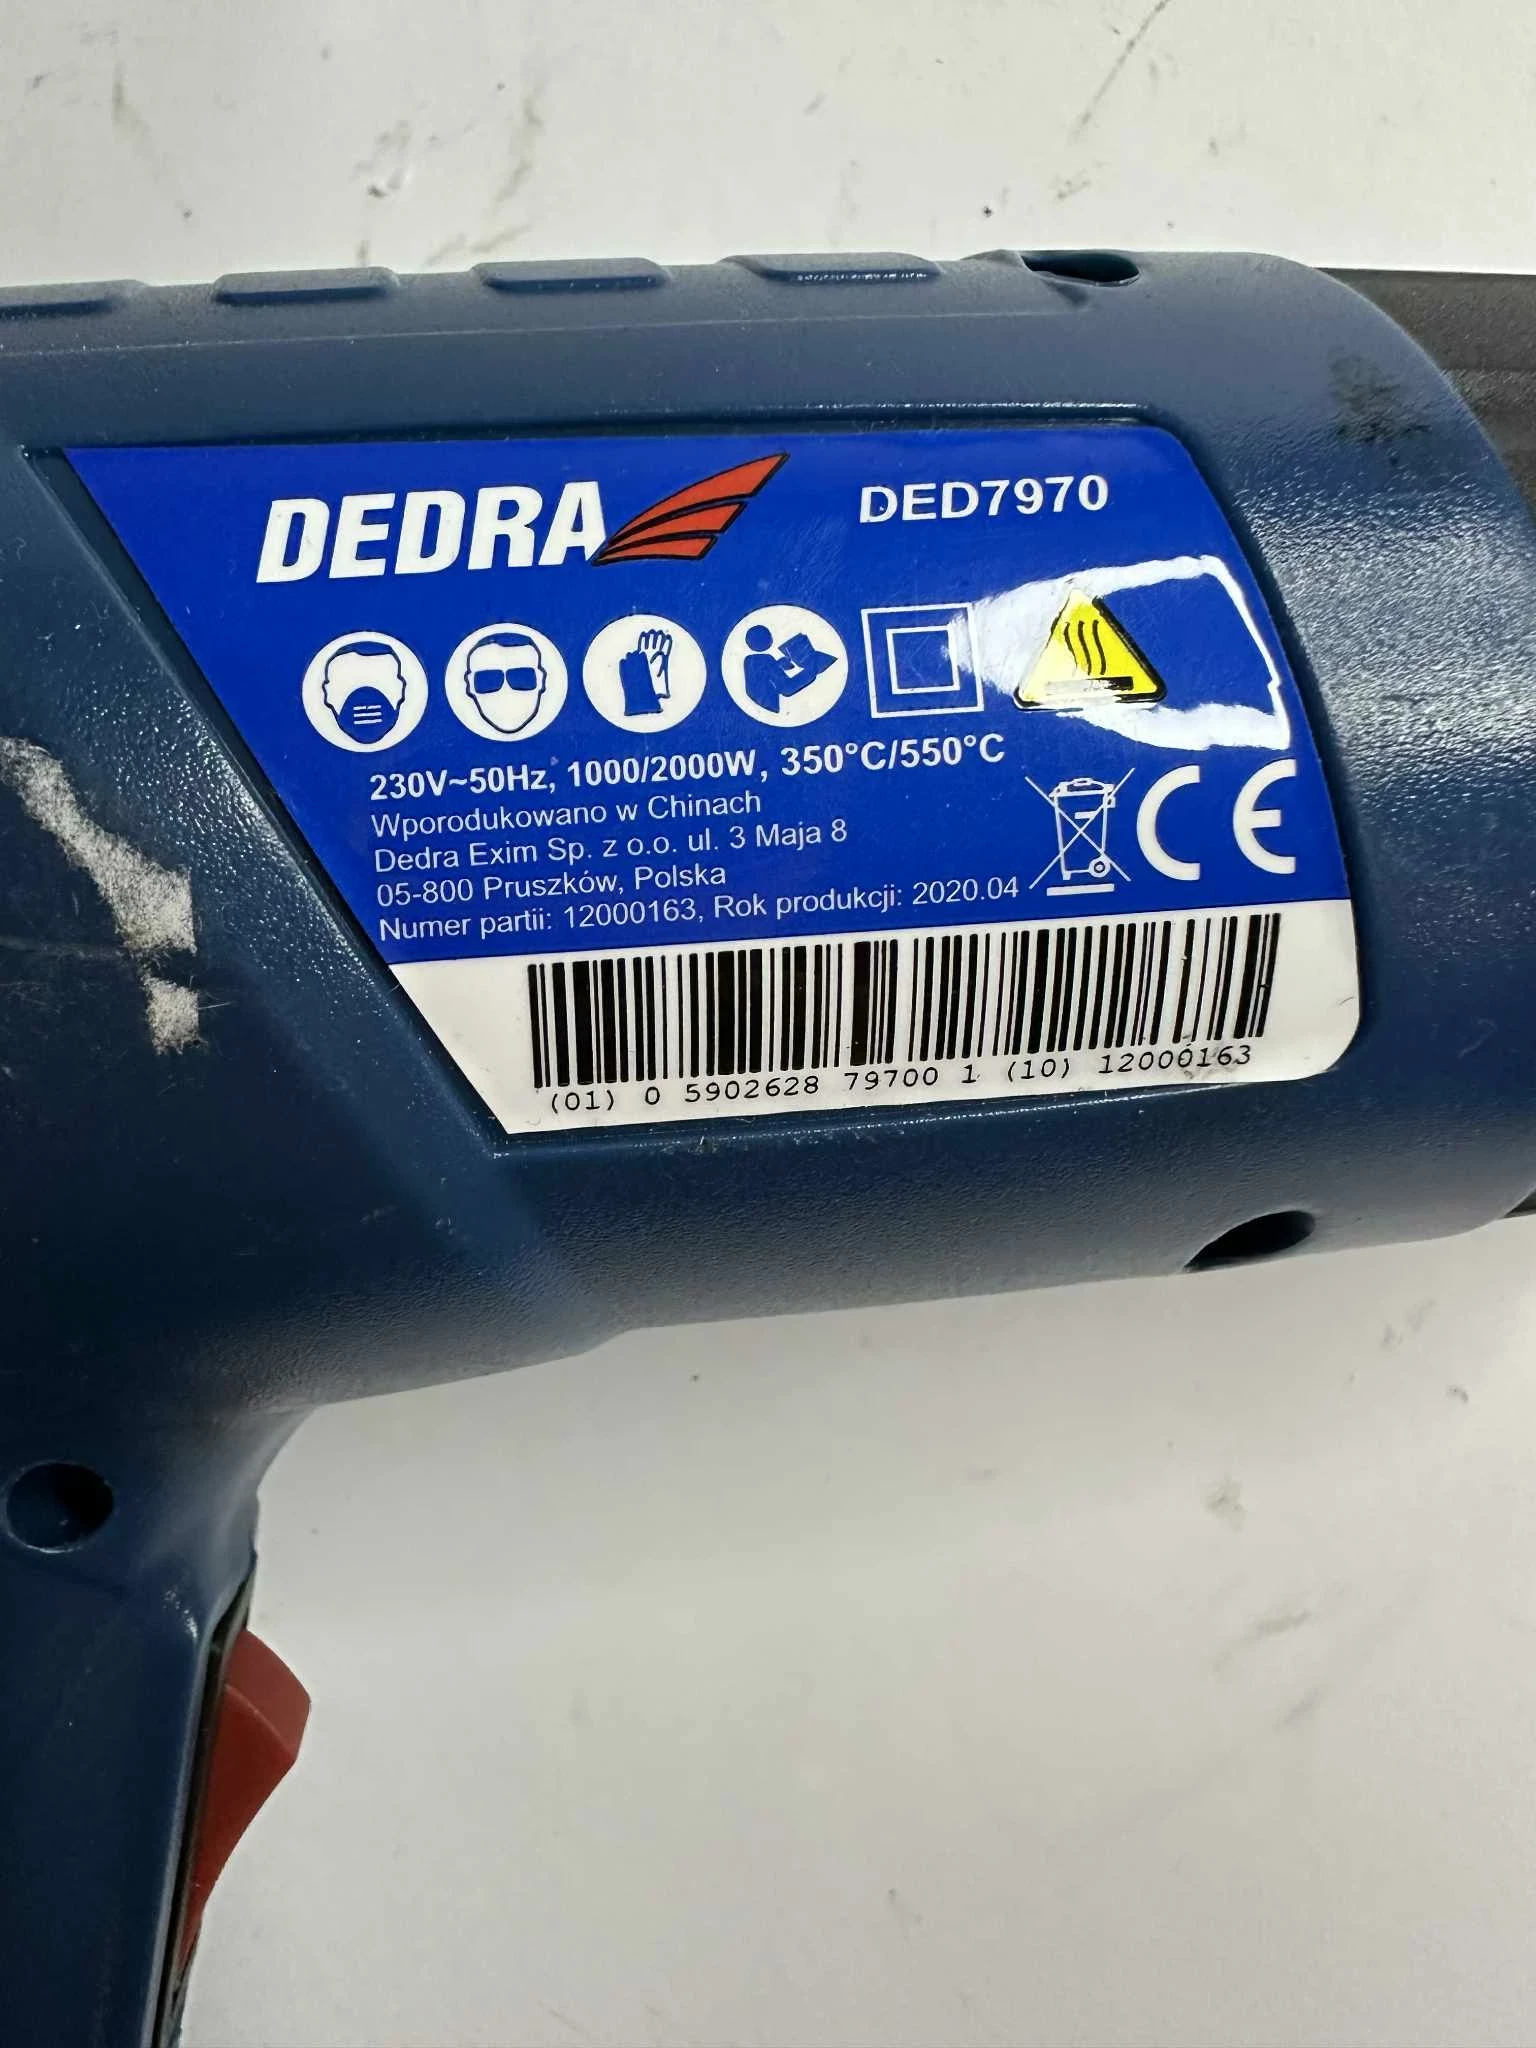 DEDRA
DED7970
230V~50Hz, 1000/2000W, 350°C/550°C
Wporodukowano w Chinach
Dedra Exim Sp. z o.o. ul. 3 Maja 8
05-800 Pruszków, Polska
Numer partii: 12000163, Rok produkcji: 2020.04
CE
(01) 0 5902628 79700 1 (10) 12000163